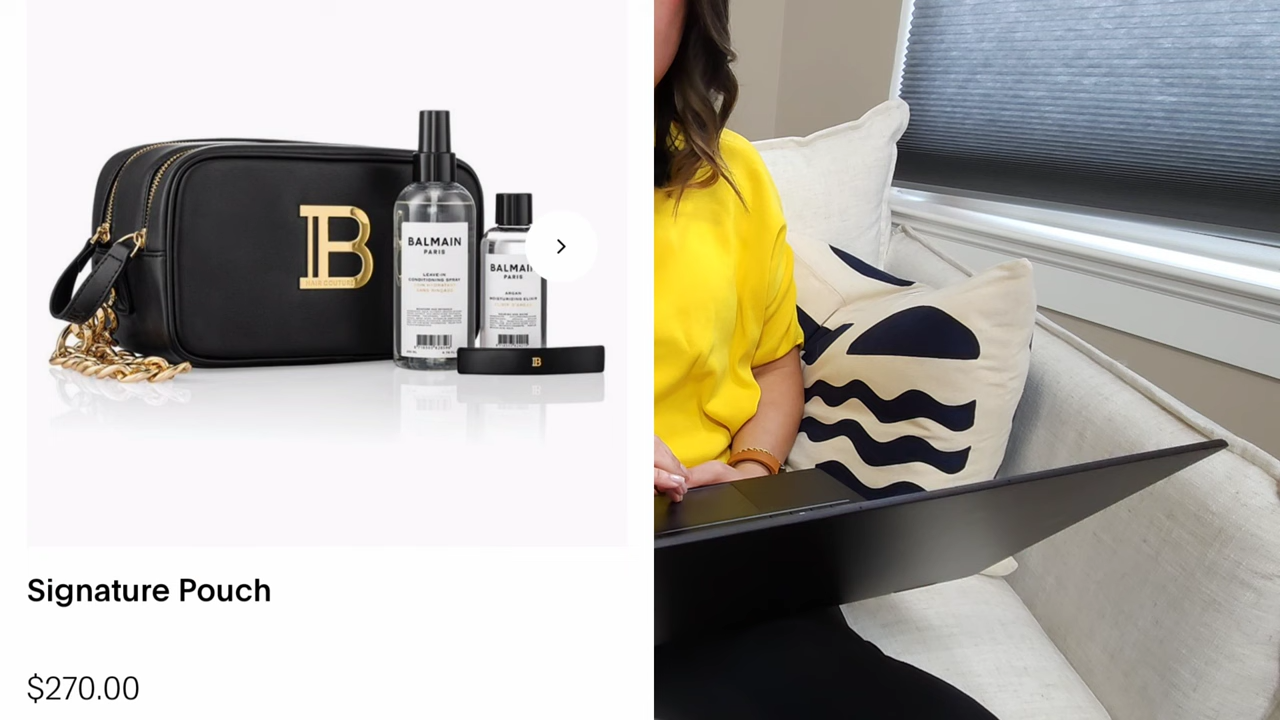 B
HAIR COUTURE
BALMAIN
PARIS
LEAVE-IN
CONDITIONING SPRAY
BALMAIN
PARIS
ARGAN
MOISTURIZING ELIXIR
B
Signature Pouch
$270.00